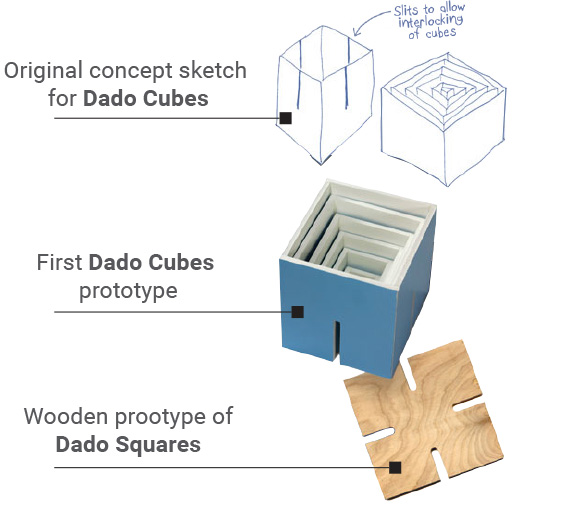 Slits to allow
interlocking
of cubes
Original concept sketch
for Dado Cubes
First Dado Cubes
prototype
Wooden prootype of
Dado Squares